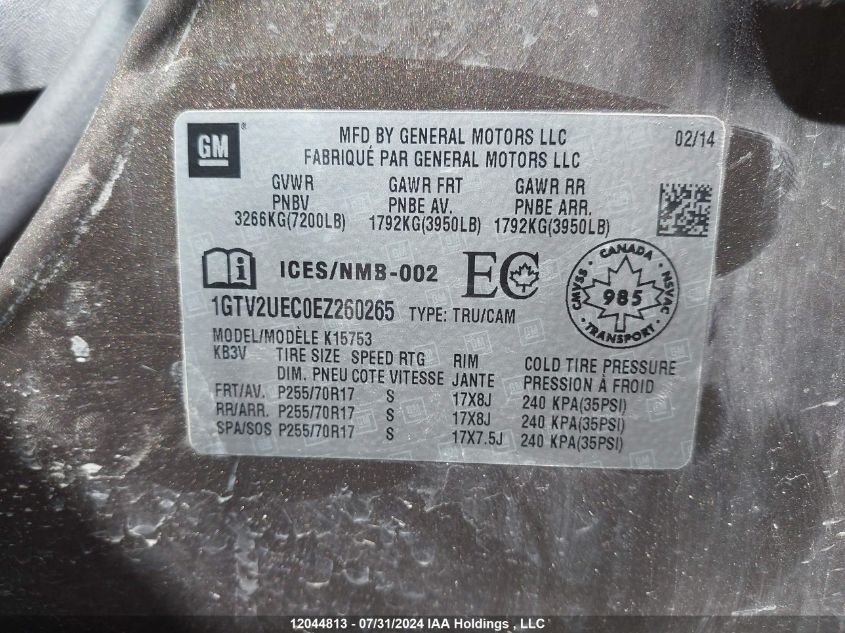 GM
MFD BY GENERAL MOTORS LLC
02/14
FABRIQUÉ PAR GENERAL MOTORS LLC
GVWR GAWR FRT GAWR RR
PNBV PNBE AV. PNBE ARR.
3266KG(7200LB) 1792KG(3950LB) 1792KG(3950LB)
i ICES/NMB-002 EC
CANADA
CMVSS 985 NSVAC
TRANSPORT
1GTV2UEC0EZ260265 TYPE: TRU/CAM
MODEL/MODÈLE K15753
KB3V TIRE SIZE SPEED RTG RIM COLD TIRE PRESSURE
DIM. PNEU COTE VITESSE JANTE PRESSION À FROID
FRT/AV. P255/70R17 S 17X8J 240 KPA(35PSI)
RR/ARR. P255/70R17 S 17X8J 240 KPA(35PSI)
SPA/SOS P255/70R17 S 17X7.5J 240 KPA(35PSI)
12044813 - 07/31/2024 IAA Holdings , LLC